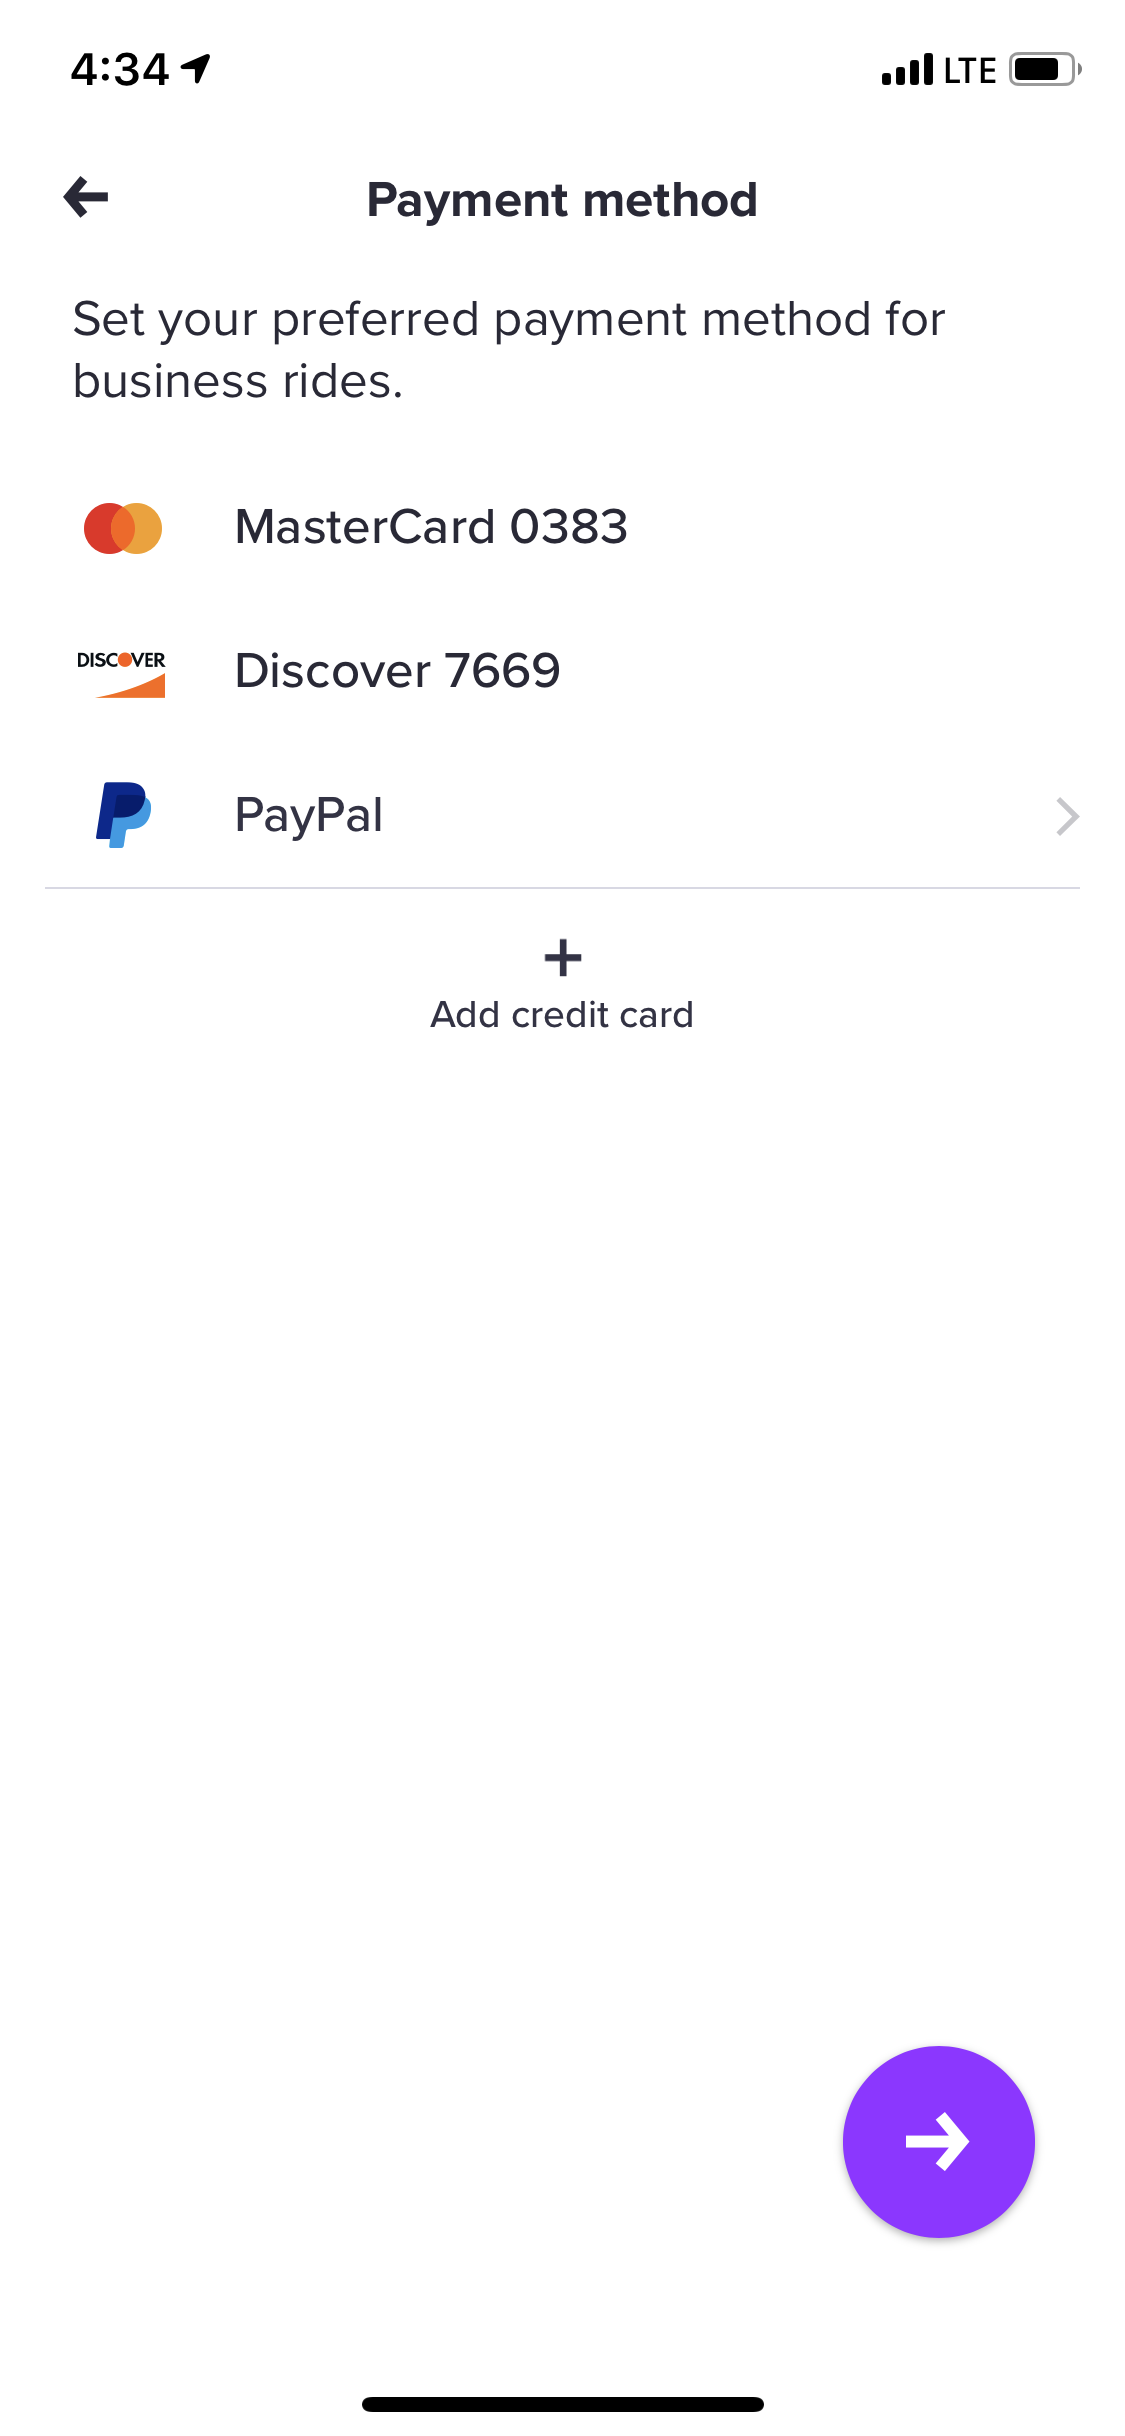 4:34 LTE
Payment method
Set your preferred payment method for
business rides.
MasterCard 0383
DISCOVER Discover 7669
PayPal
Add credit card